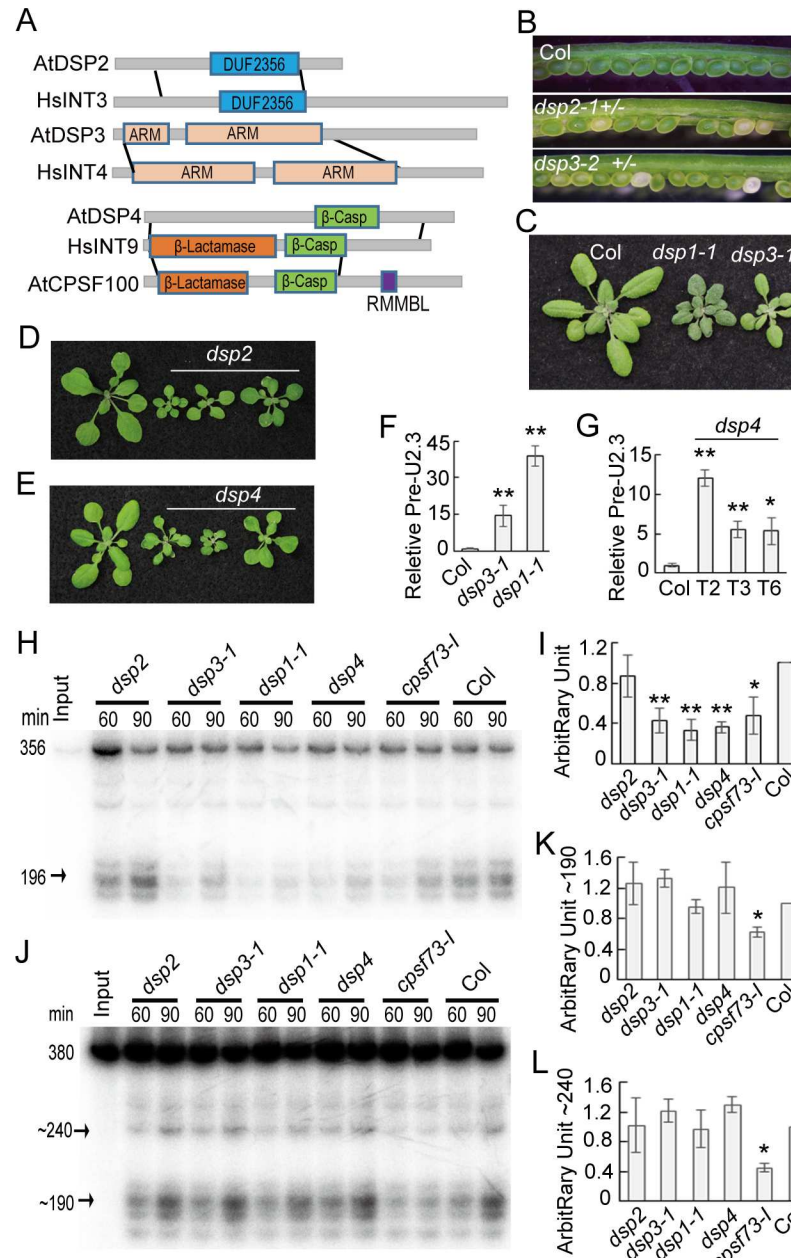 A
AtDSP2
DUF2356
HsINT3
DUF2356
AtDSP3
ARM ARM
HsINT4
ARM ARM
AtDSP4
β-Casp
HsINT9
β-Lactamase β-Casp
AtCPSF100
β-Lactamase β-Casp
RMMBL
B
Col
dsp2-1+/-
dsp3-2 +/-
C
Col dsp1-1 dsp3-1
D
dsp2
E
dsp4
F
Reletive Pre-U2.3
45
30
15
0
Col dsp3-1 dsp1-1
** **
G
dsp4
Reletive Pre-U2.3
15
10
5
0
Col T2 T3 T6
** ** *
H
Input dsp2 dsp3-1 dsp1-1 dsp4 cpsf73-I Col
min 60 90 60 90 60 90 60 90 60 90 60 90
356
196
I
ArbitRary Unit
1.2
0.8
0.4
0
** ** ** *
dsp2 dsp3-1 dsp1-1 dsp4 cpsf73-I Col
J
Input dsp2 dsp3-1 dsp1-1 dsp4 cpsf73-I Col
min 60 90 60 90 60 90 60 90 60 90 60 90
380
~240
~190
K
ArbitRary Unit ~190
1.6
1.2
0.8
0.4
0
*
dsp2 dsp3-1 dsp1-1 dsp4 cpsf73-I Col
L
ArbitRary Unit ~240
1.6
1.2
0.8
0.4
0
*
dsp2 dsp3-1 dsp1-1 dsp4 cpsf73-I